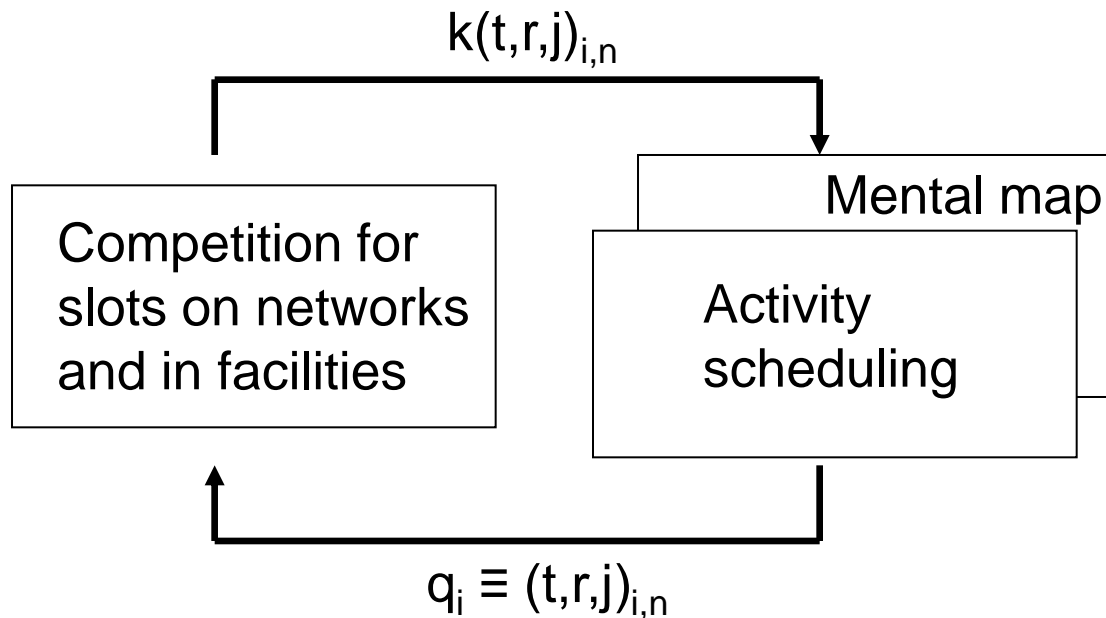 k(t,r,j)i,n
Competition for
slots on networks
and in facilities
Mental map
Activity
scheduling
qi ≡ (t,r,j)i,n